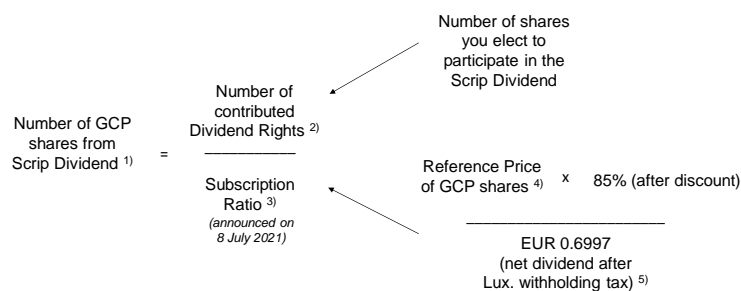 Number of shares
you elect to
participate in the
Scrip Dividend
Number of
contributed
Dividend Rights 2)
Number of GCP
shares from
Scrip Dividend 1)
=
Subscription
Ratio 3)
(announced on
8 July 2021)
Reference Price
of GCP shares 4)
x
85% (after discount)
EUR 0.6997
(net dividend after
Lux. withholding tax) 5)